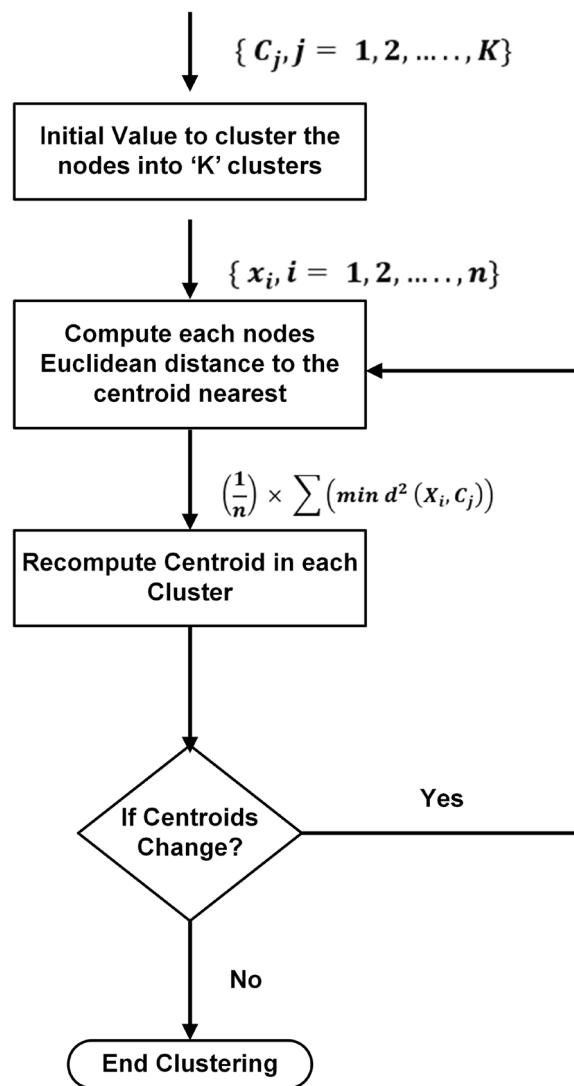 { C_j, j = 1, 2, ....., K}
Initial Value to cluster the
nodes into ‘K’ clusters
{ x_i, i = 1, 2, ....., n}
Compute each nodes
Euclidean distance to the
centroid nearest
(1/n) × ∑(min d² (X_i, C_j))
Recompute Centroid in each
Cluster
If Centroids
Change?
Yes
No
End Clustering